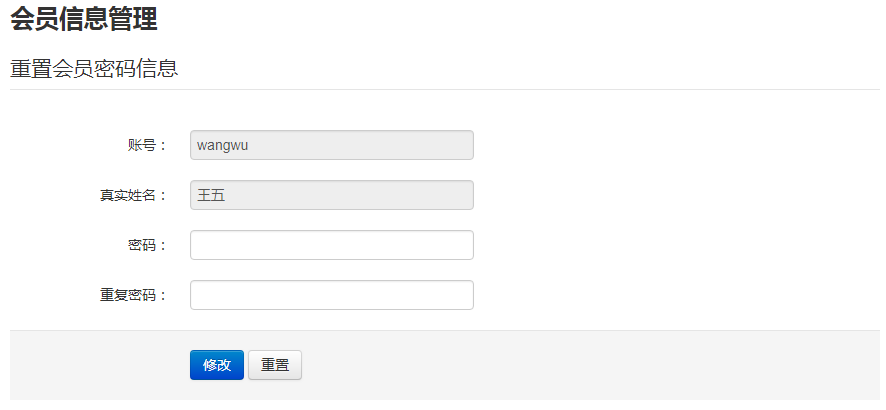 会员信息管理
重置会员密码信息
账号： wangwu
真实姓名： 王五
密码：
重复密码：
修改 重置